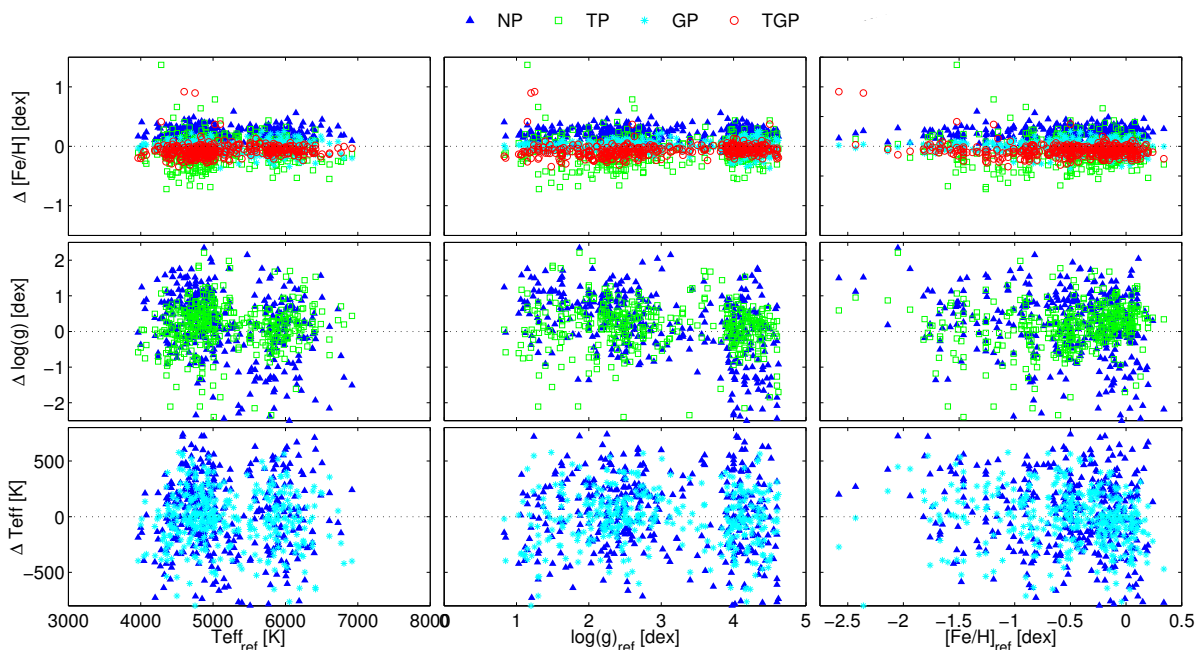 NP TP GP TGP
Δ [Fe/H] [dex]
1
0
−1
Δ log(g) [dex]
2
1
0
−1
−2
Δ Teff [K]
500
0
−500
3000 4000 5000 6000 7000 8000
Teff_ref [K]
0 1 2 3 4 5
log(g)_ref [dex]
−2.5 −2 −1.5 −1 −0.5 0 0.5
[Fe/H]_ref [dex]